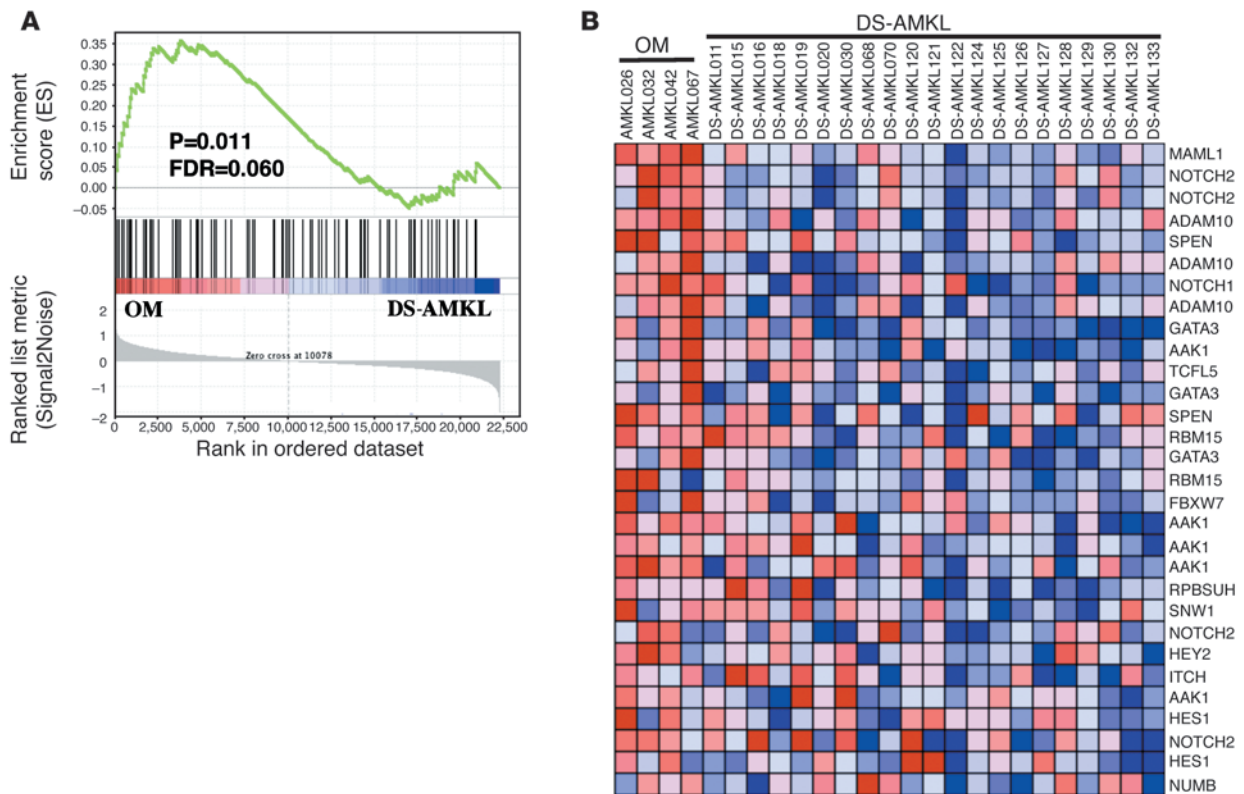 A
Enrichment
score (ES)
0.35
0.30
0.25
0.20
0.15
0.10
0.05
0.00
−0.05
P=0.011
FDR=0.060
OM
DS-AMKL
Ranked list metric
(Signal2Noise)
2
1
0
−1
−2
Zero cross at 10078
0
2,500
5,000
7,500
10,000
12,500
15,000
17,500
20,000
22,500
Rank in ordered dataset
B
OM
DS-AMKL
AMKL026
AMKL032
AMKL042
AMKL067
DS-AMKL011
DS-AMKL015
DS-AMKL016
DS-AMKL018
DS-AMKL019
DS-AMKL020
DS-AMKL030
DS-AMKL068
DS-AMKL070
DS-AMKL120
DS-AMKL121
DS-AMKL122
DS-AMKL124
DS-AMKL125
DS-AMKL126
DS-AMKL127
DS-AMKL128
DS-AMKL129
DS-AMKL130
DS-AMKL132
DS-AMKL133
MAML1
NOTCH2
NOTCH2
ADAM10
SPEN
ADAM10
NOTCH1
ADAM10
GATA3
AAK1
TCFL5
GATA3
SPEN
RBM15
GATA3
RBM15
FBXW7
AAK1
AAK1
AAK1
RPBSUH
SNW1
NOTCH2
HEY2
ITCH
AAK1
HES1
NOTCH2
HES1
NUMB